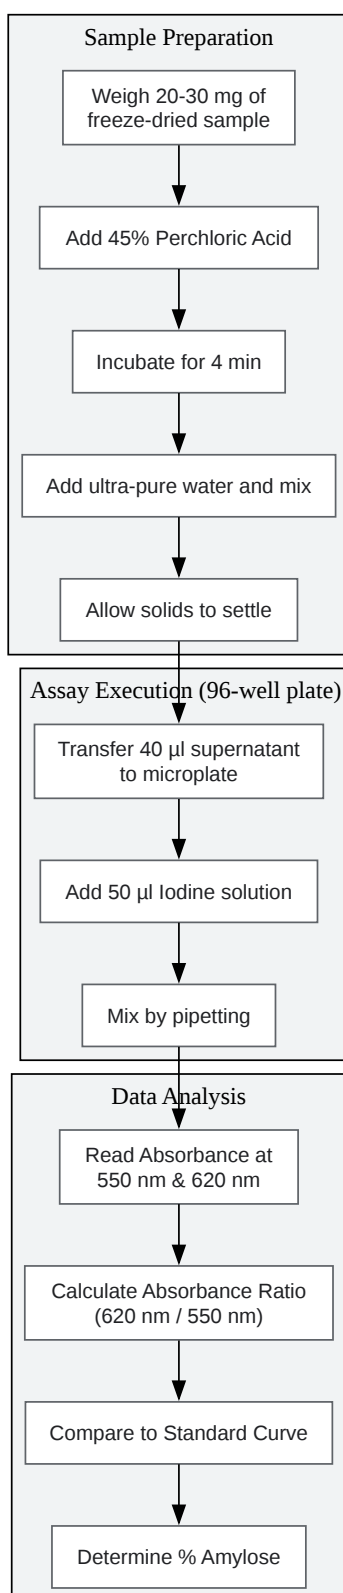 Sample Preparation
Weigh 20-30 mg of
freeze-dried sample
Add 45% Perchloric Acid
Incubate for 4 min
Add ultra-pure water and mix
Allow solids to settle
Assay Execution (96-well plate)
Transfer 40 µl supernatant
to microplate
Add 50 µl Iodine solution
Mix by pipetting
Data Analysis
Read Absorbance at
550 nm & 620 nm
Calculate Absorbance Ratio
(620 nm / 550 nm)
Compare to Standard Curve
Determine % Amylose